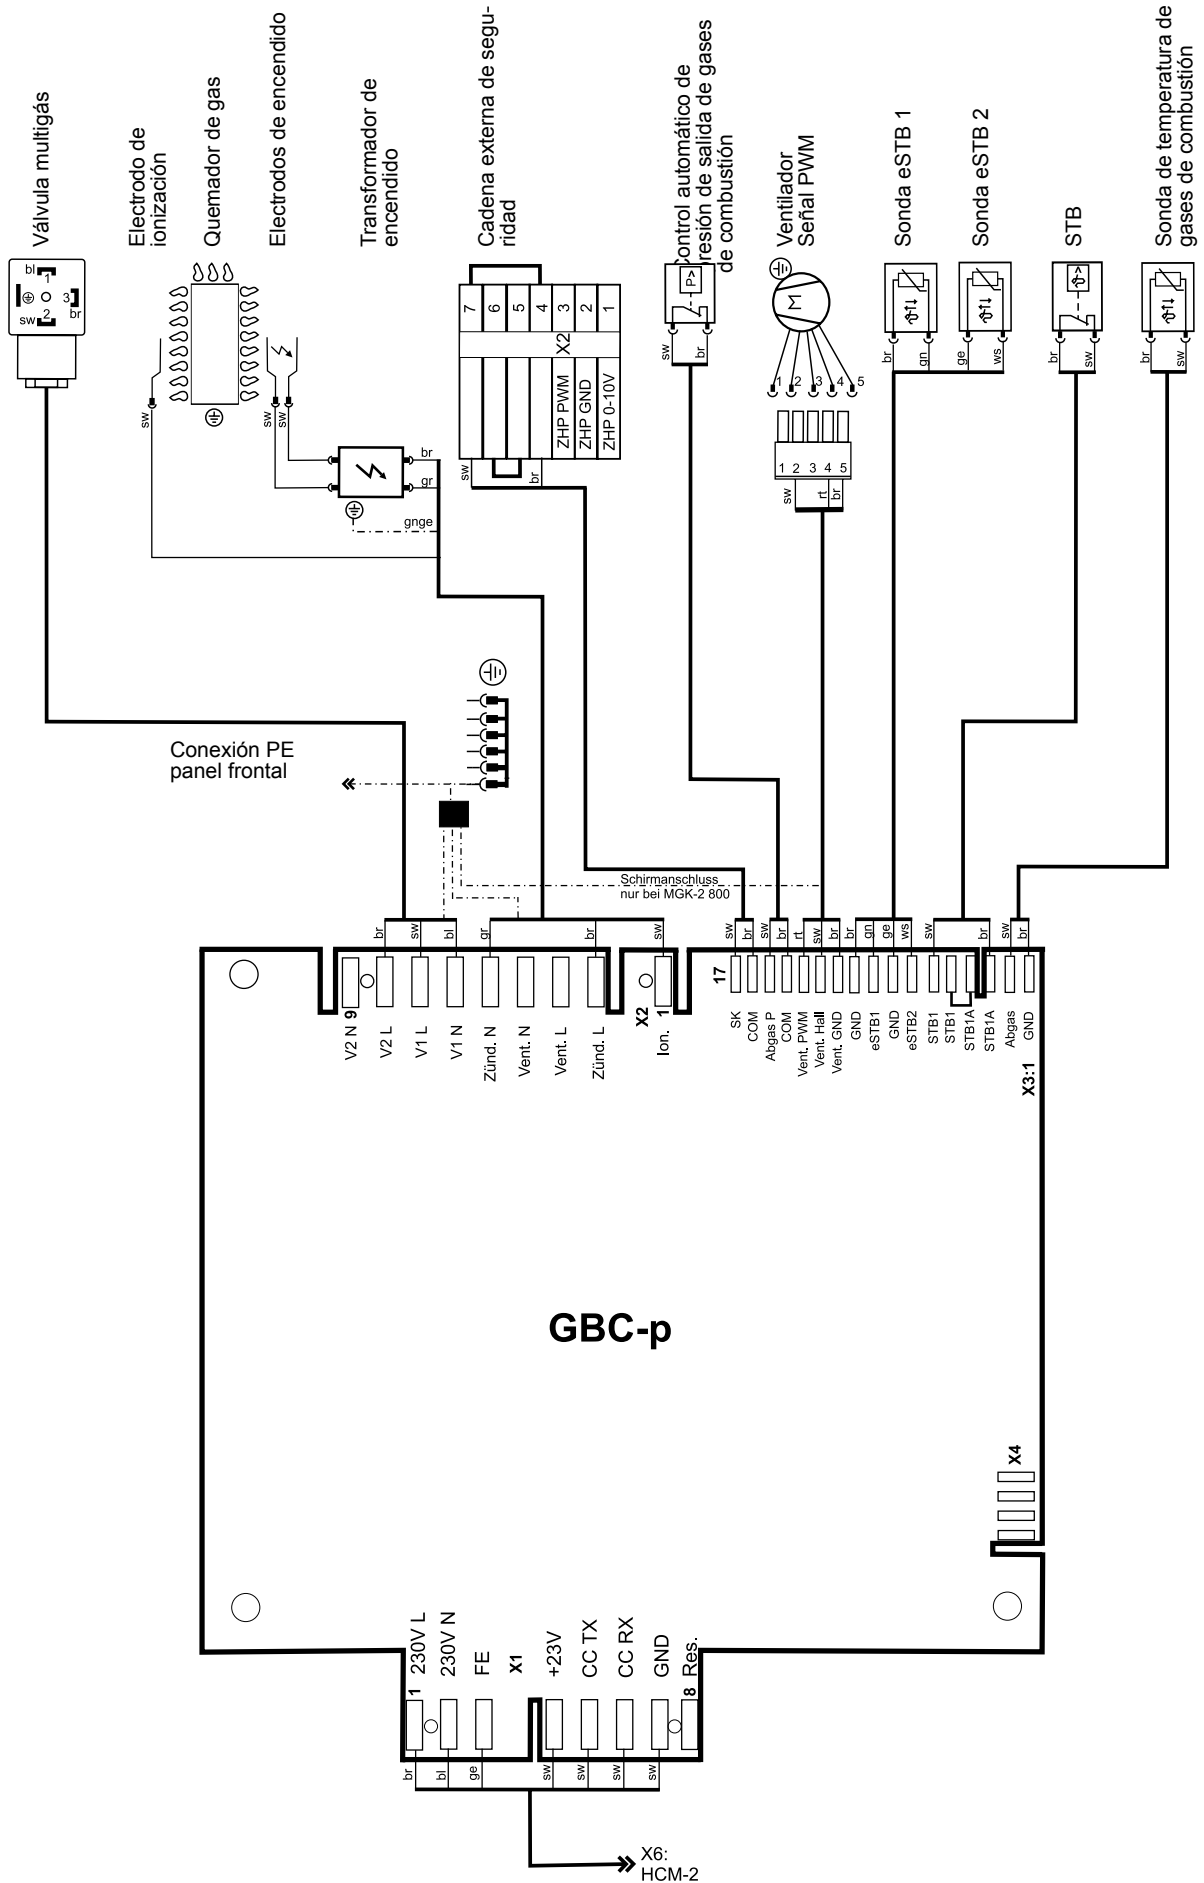 Válvula multigás
Electrodo de
ionización
Quemador de gas
Electrodos de encendido
Transformador de
encendido
Cadena externa de segu-
ridad
Control automático de
presión de salida de gases
de combustión
Ventilador
Señal PWM
Sonda eSTB 1
Sonda eSTB 2
STB
Sonda de temperatura de
gases de combustión
bl
1
3
br
sw
2
sw
sw
sw
br
gr
gnge
7
6
5
4
3
2
1
X2
ZHP PWM
ZHP GND
ZHP 0-10V
sw
br
P>
sw
br
M
1
2
3
4
5
1
2
3
4
5
sw
rt
br
br
gn
ge
ws
br
sw
br
sw
Conexión PE
panel frontal
Schirmanschluss
nur bei MGK-2 800
br
sw
bl
gr
br
sw
sw
br
sw
br
rt
sw
br
br
gn
ge
ws
sw
br
sw
br
V2 N 9
V2 L
V1 L
V1 N
Zünd. N
Vent. N
Vent. L
Zünd. L
X2
Ion. 1
17
SK
COM
Abgas P
COM
Vent. PWM
Vent. Hall
Vent. GND
GND
eSTB1
GND
eSTB2
STB1
STB1
STB1A
STB1A
Abgas
GND
X3:1
GBC-p
X4
1 230V L
230V N
FE
X1
+23V
CC TX
CC RX
GND
8 Res.
br
bl
ge
sw
sw
sw
sw
X6:
HCM-2